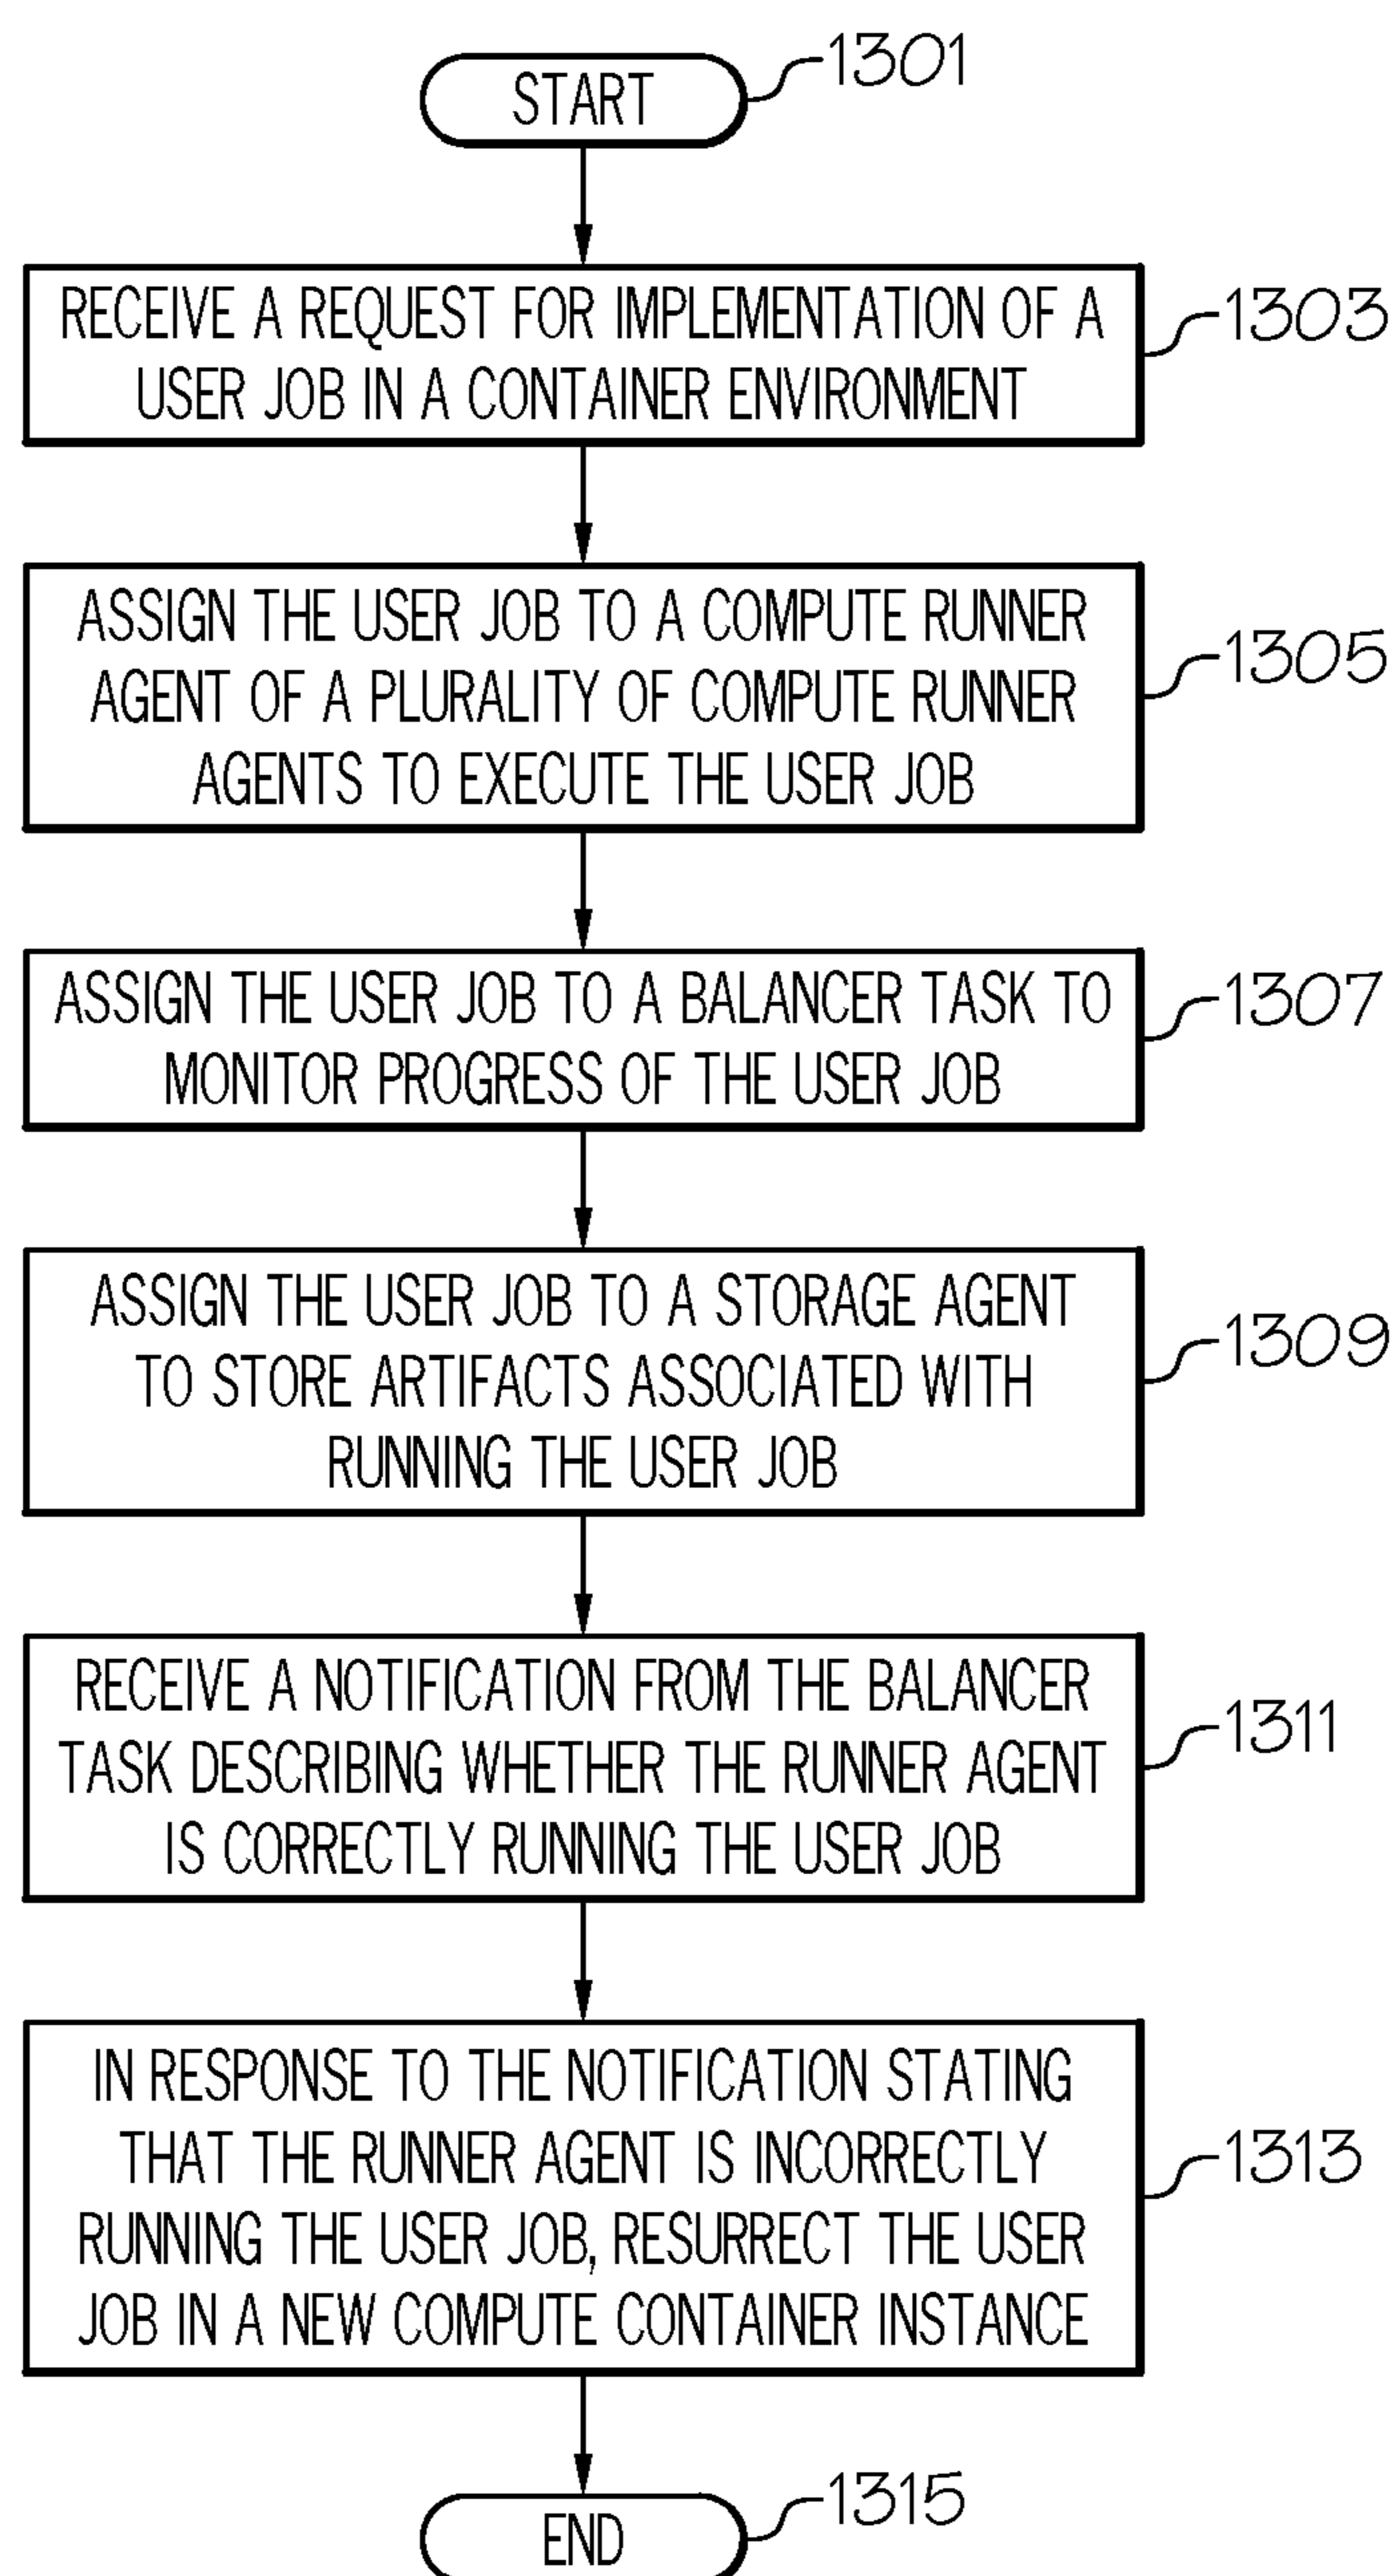 START
1301
RECEIVE A REQUEST FOR IMPLEMENTATION OF A
USER JOB IN A CONTAINER ENVIRONMENT
1303
ASSIGN THE USER JOB TO A COMPUTE RUNNER
AGENT OF A PLURALITY OF COMPUTE RUNNER
AGENTS TO EXECUTE THE USER JOB
1305
ASSIGN THE USER JOB TO A BALANCER TASK TO
MONITOR PROGRESS OF THE USER JOB
1307
ASSIGN THE USER JOB TO A STORAGE AGENT
TO STORE ARTIFACTS ASSOCIATED WITH
RUNNING THE USER JOB
1309
RECEIVE A NOTIFICATION FROM THE BALANCER
TASK DESCRIBING WHETHER THE RUNNER AGENT
IS CORRECTLY RUNNING THE USER JOB
1311
IN RESPONSE TO THE NOTIFICATION STATING
THAT THE RUNNER AGENT IS INCORRECTLY
RUNNING THE USER JOB, RESURRECT THE USER
JOB IN A NEW COMPUTE CONTAINER INSTANCE
1313
END
1315